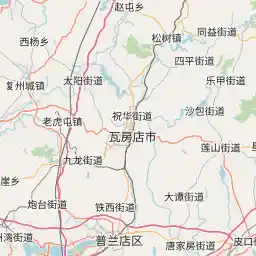 赵屯乡
同益街道
松树镇
西杨乡
四平街道
太阳街道
乐甲街道
复州城镇
沙包街道
祝华街道
老虎屯镇
瓦房店市
莲山街道
九龙街道
崖乡
大谭街道
炮台街道
铁西街道
湾街道
普兰店区
唐家房街道
皮口街道